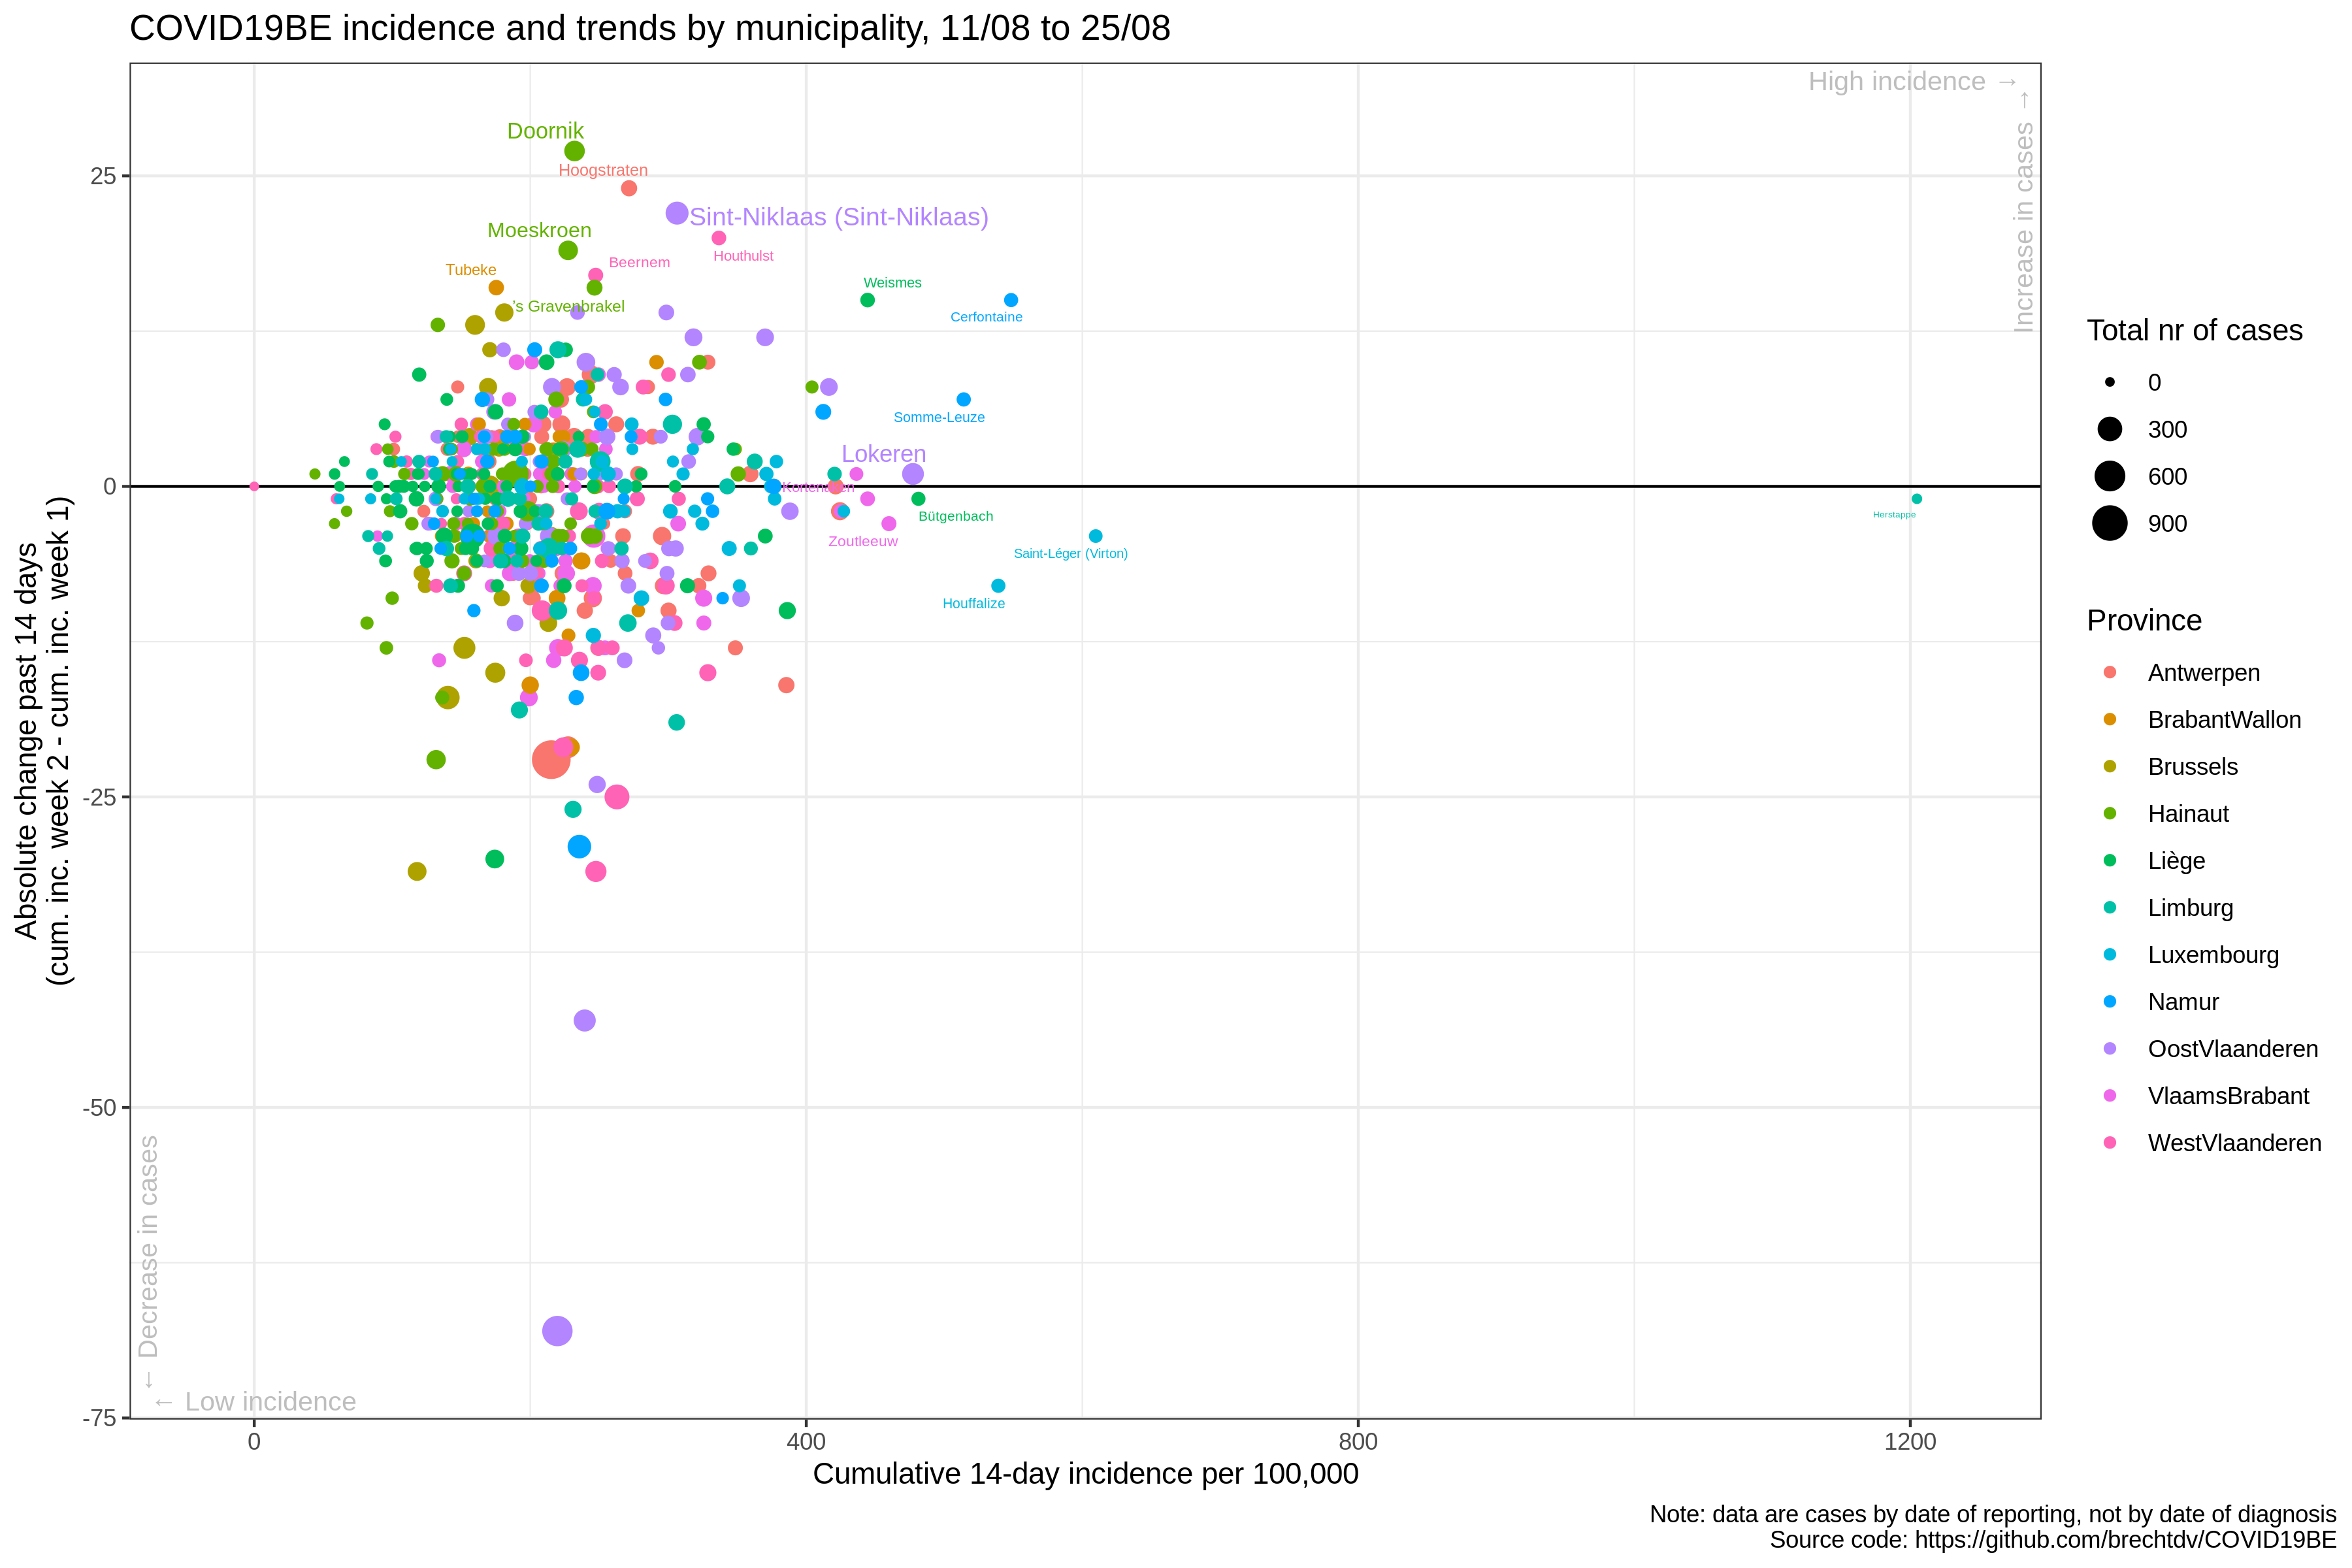 COVID19BE incidence and trends by municipality, 11/08 to 25/08
High incidence →
Increase in cases →
Doornik
Hoogstraten
Sint-Niklaas (Sint-Niklaas)
Moeskroen
Houthulst
Beernem
Tubeke
Weismes
's Gravenbrakel
Cerfontaine
Somme-Leuze
Lokeren
Kortenaken
Bütgenbach
Herstappe
Zoutleeuw
Saint-Léger (Virton)
Houffalize
← Decrease in cases
← Low incidence
25
0
-25
-50
-75
Absolute change past 14 days
(cum. inc. week 2 - cum. inc. week 1)
0
400
800
1200
Cumulative 14-day incidence per 100,000
Total nr of cases
0
300
600
900
Province
Antwerpen
BrabantWallon
Brussels
Hainaut
Liège
Limburg
Luxembourg
Namur
OostVlaanderen
VlaamsBrabant
WestVlaanderen
Note: data are cases by date of reporting, not by date of diagnosis
Source code: https://github.com/brechtdv/COVID19BE